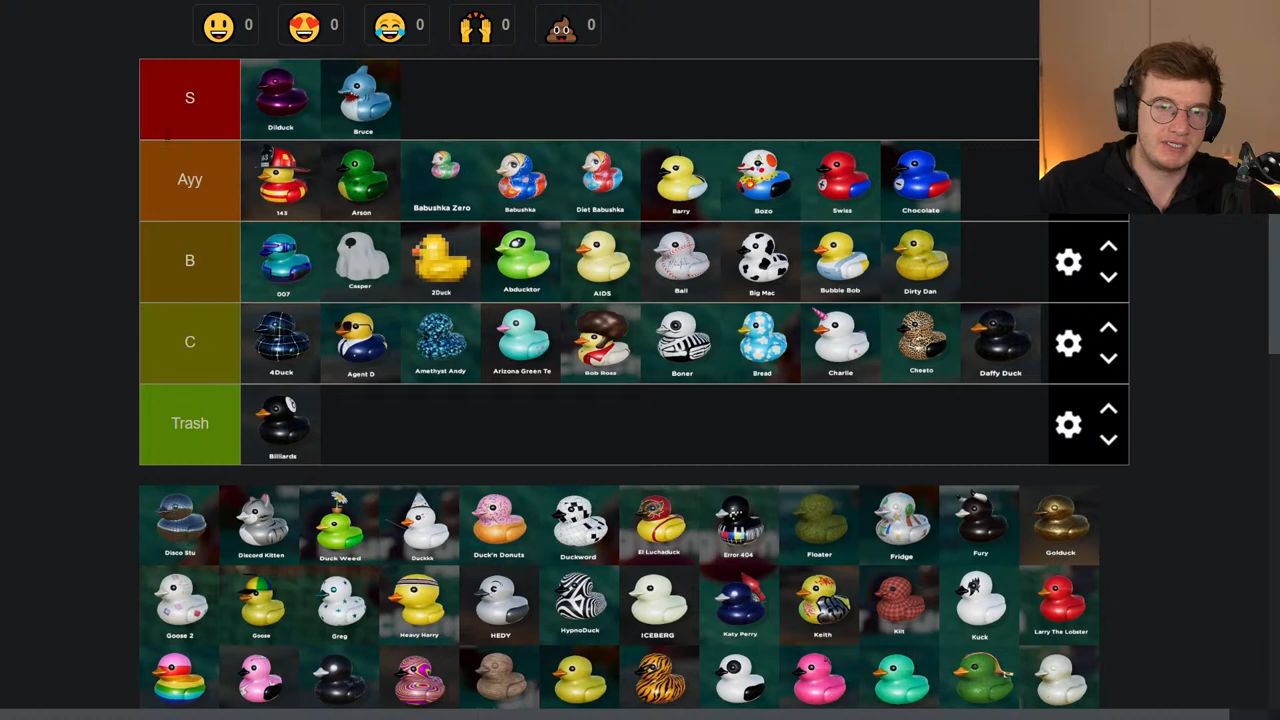 0 0 0 0 0
S
Dilduck Bruce
Ayy
143 Arson Babushka Zero Babushka Diet Babushka Barry Bozo Swiss Chocolate
B
007 Casper 2Duck Abducktor AIDS Ball Big Mac Bubble Bob Dirty Dan
C
4Duck Agent D Amethyst Andy Arizona Green Te Bob Ross Boner Bread Charlie Cheeto Daffy Duck
Trash
Billiards
Disco Stu Discord Kitten Duck Weed Duckkk Duck'n Donuts Duckword El Luchaduck Error 404 Floater Fridge Fury Golduck
Goose 2 Goose Greg Heavy Harry HEDY HypnoDuck ICEBERG Katy Perry Keith Kilt Kuck Larry The Lobster